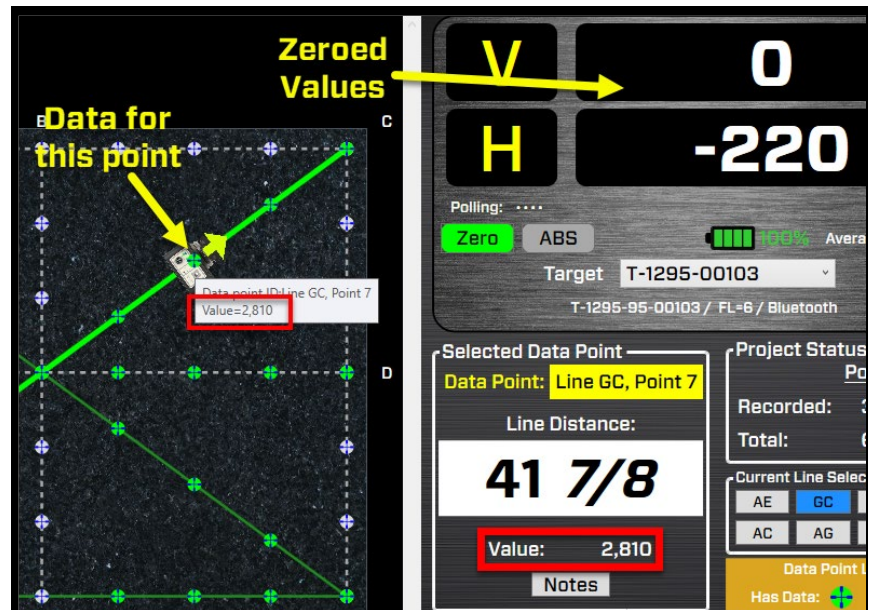 Zeroed
Values
Data for
this point
B
C
D
V
0
H
-220
Polling: ....
Zero
ABS
100%
Target
T-1295-00103
T-1295-95-00103 / FL=6 / Bluetooth
Data point ID:Line GC, Point 7
Value=2,810
Selected Data Point
Data Point: Line GC, Point 7
Line Distance:
41 7/8
Value: 2,810
Notes
Project Status
Recorded:
Total:
Current Line Selec
AE
GC
AC
AG
Data Point L
Has Data: